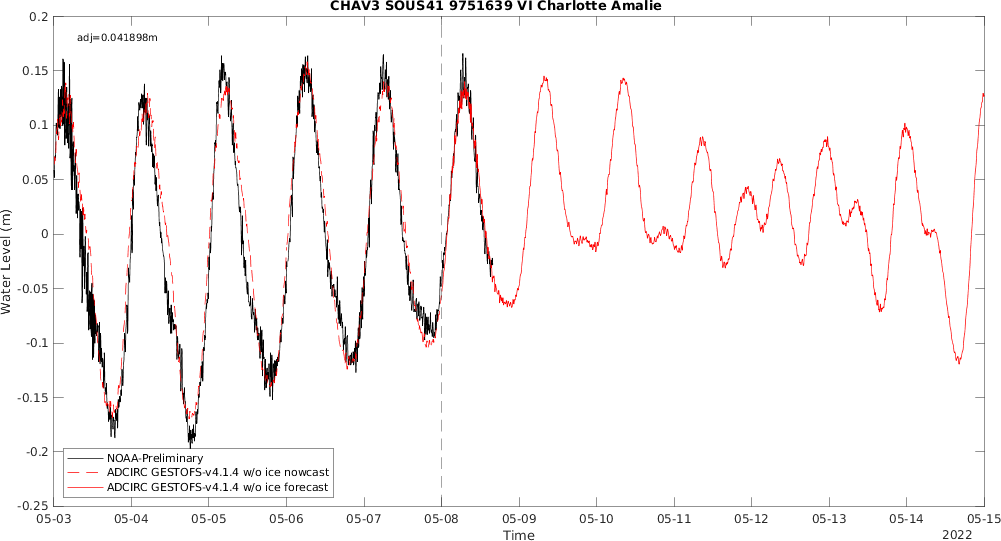 CHAV3 SOUS41 9751639 VI Charlotte Amalie
adj=0.041898m
0.2
0.15
0.1
0.05
0
-0.05
-0.1
-0.15
-0.2
-0.25
Water Level (m)
NOAA-Preliminary
ADCIRC GESTOFS-v4.1.4 w/o ice nowcast
ADCIRC GESTOFS-v4.1.4 w/o ice forecast
05-03 05-04 05-05 05-06 05-07 05-08 05-09 05-10 05-11 05-12 05-13 05-14 05-15
Time
2022